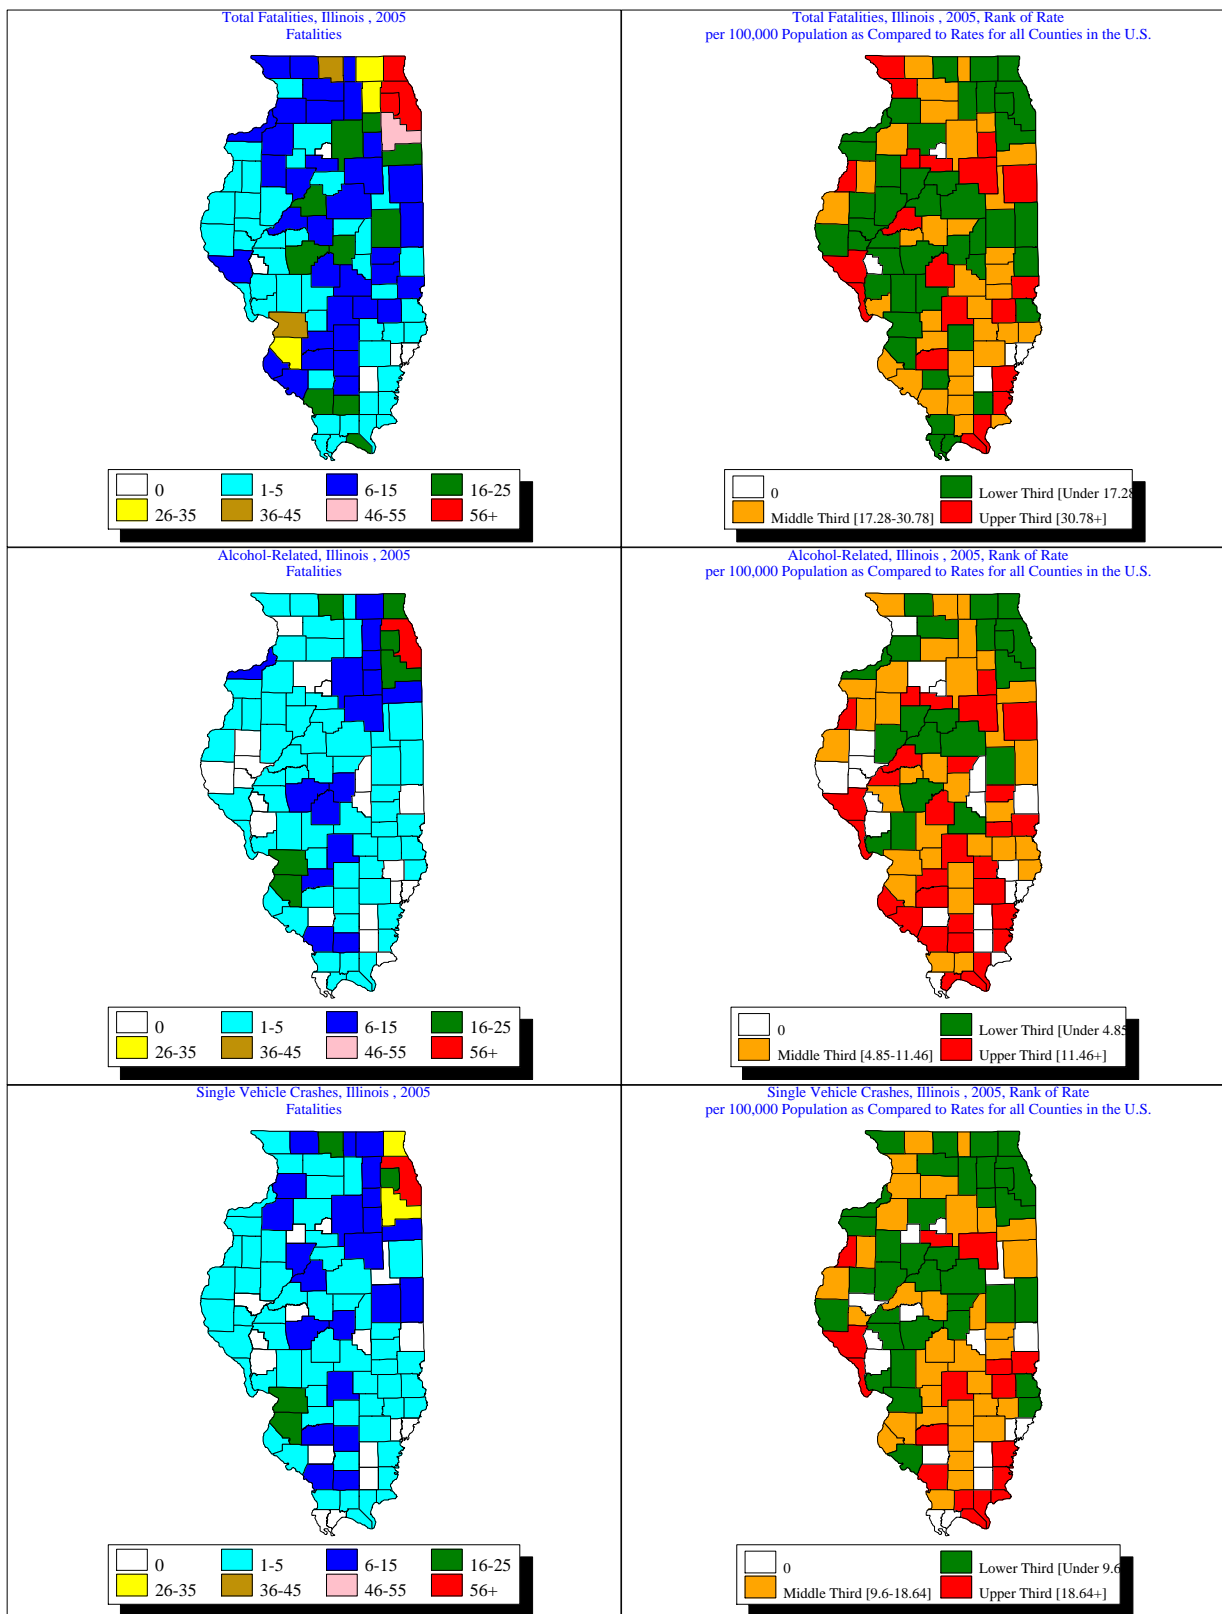 Total Fatalities, Illinois , 2005
Fatalities
0
1-5
6-15
16-25
26-35
36-45
46-55
56+
Total Fatalities, Illinois , 2005, Rank of Rate
per 100,000 Population as Compared to Rates for all Counties in the U.S.
0
Lower Third [Under 17.28
Middle Third [17.28-30.78]
Upper Third [30.78+]
Alcohol-Related, Illinois , 2005
Fatalities
0
1-5
6-15
16-25
26-35
36-45
46-55
56+
Alcohol-Related, Illinois , 2005, Rank of Rate
per 100,000 Population as Compared to Rates for all Counties in the U.S.
0
Lower Third [Under 4.85
Middle Third [4.85-11.46]
Upper Third [11.46+]
Single Vehicle Crashes, Illinois , 2005
Fatalities
0
1-5
6-15
16-25
26-35
36-45
46-55
56+
Single Vehicle Crashes, Illinois , 2005, Rank of Rate
per 100,000 Population as Compared to Rates for all Counties in the U.S.
0
Lower Third [Under 9.6
Middle Third [9.6-18.64]
Upper Third [18.64+]